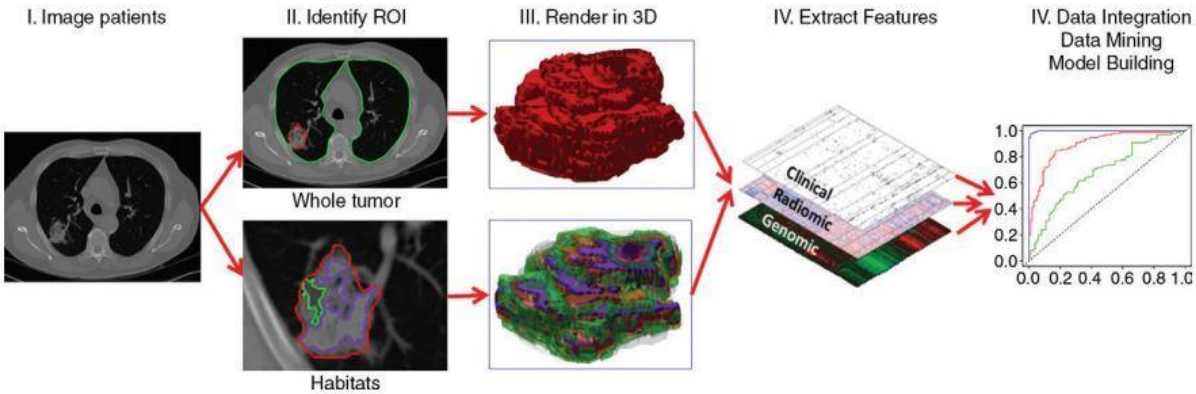 I. Image patients
II. Identify ROI
III. Render in 3D
IV. Extract Features
IV. Data Integration
Data Mining
Model Building
Whole tumor
Habitats
Clinical
Radiomic
Genomic
1.0
0.8
0.6
0.4
0.2
0.0
0.0 0.2 0.4 0.6 0.8 1.0